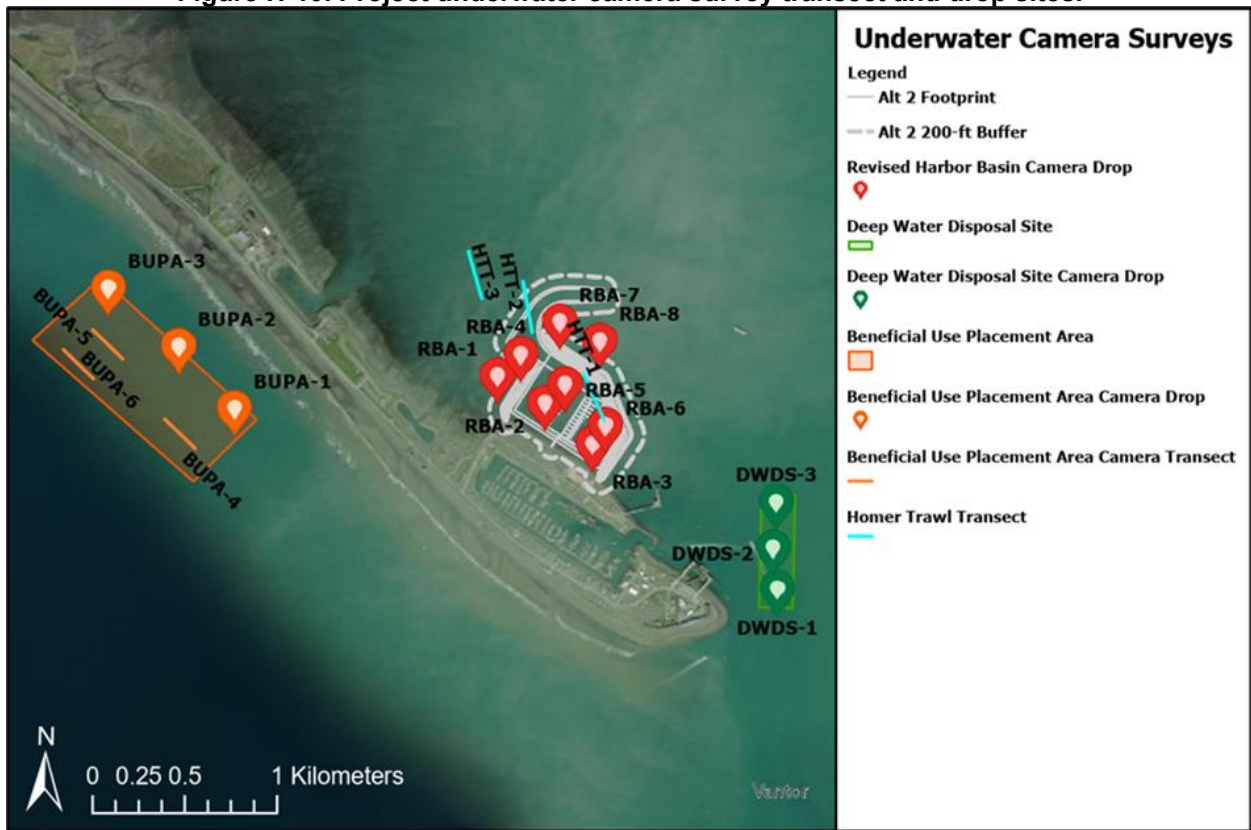 Underwater Camera Surveys
Legend
Alt 2 Footprint
Alt 2 200-ft Buffer
Revised Harbor Basin Camera Drop
Deep Water Disposal Site
Deep Water Disposal Site Camera Drop
Beneficial Use Placement Area
Beneficial Use Placement Area Camera Drop
Beneficial Use Placement Area Camera Transect
Homer Trawl Transect
BUPA-3
BUPA-2
BUPA-5
BUPA-6
BUPA-1
BUPA-4
HTT-3
HTT-2
RBA-7
RBA-8
RBA-4
HTT-1
RBA-1
RBA-5
RBA-6
RBA-2
RBA-3
DWDS-3
DWDS-2
DWDS-1
N
0 0.25 0.5 1 Kilometers
Vantor